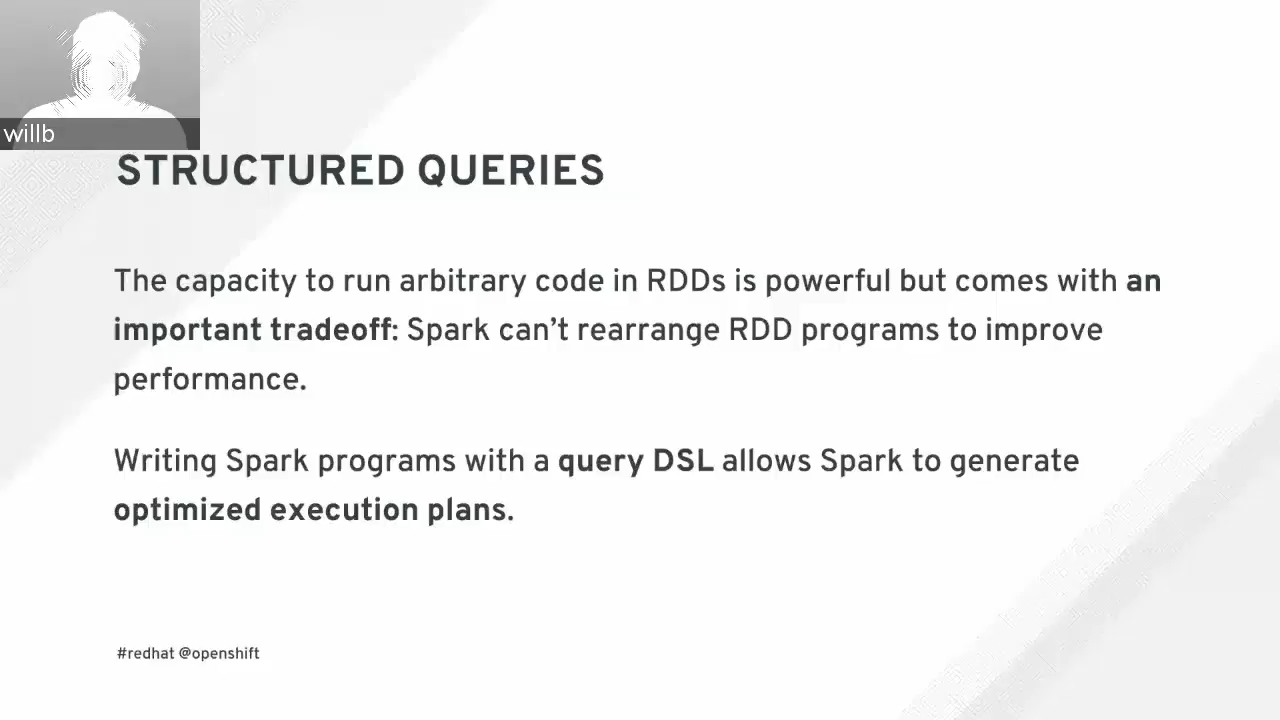 willb
STRUCTURED QUERIES
The capacity to run arbitrary code in RDDs is powerful but comes with an
important tradeoff: Spark can’t rearrange RDD programs to improve
performance.
Writing Spark programs with a query DSL allows Spark to generate
optimized execution plans.
#redhat @openshift